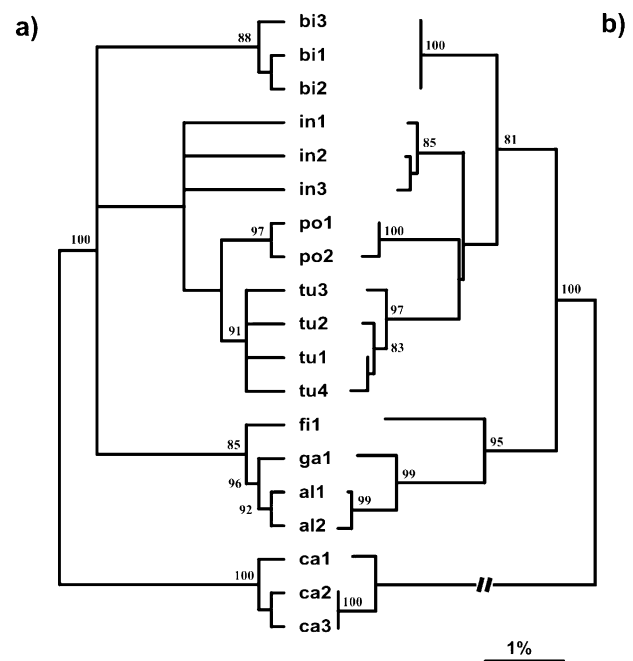 a) bi3 b)
88 100
bi1
bi2 81
in1
85
in2
in3
97 po1 100
100 po2
tu3 100
97
91 tu2
83
tu1
tu4
fi1
85 95
ga1 99
96
al1 99
92
al2
ca1
100
ca2 100
ca3
1%